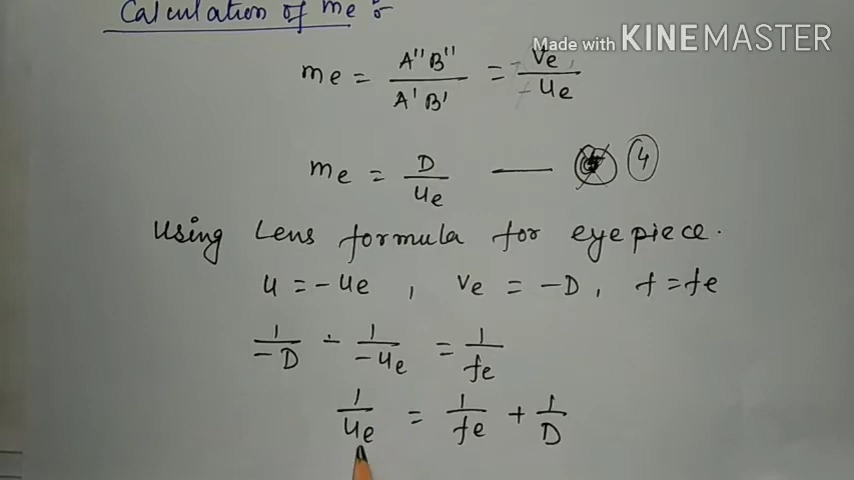 Calculation of me :
Made with KINEMASTER
me = A''B'' / A'B' = -Ve / -ue
me = D / ue — (4)
Using Lens formula for eyepiece.
u = -ue , ve = -D, f = fe
1/-D - 1/-ue = 1/fe
1/ue = 1/fe + 1/D